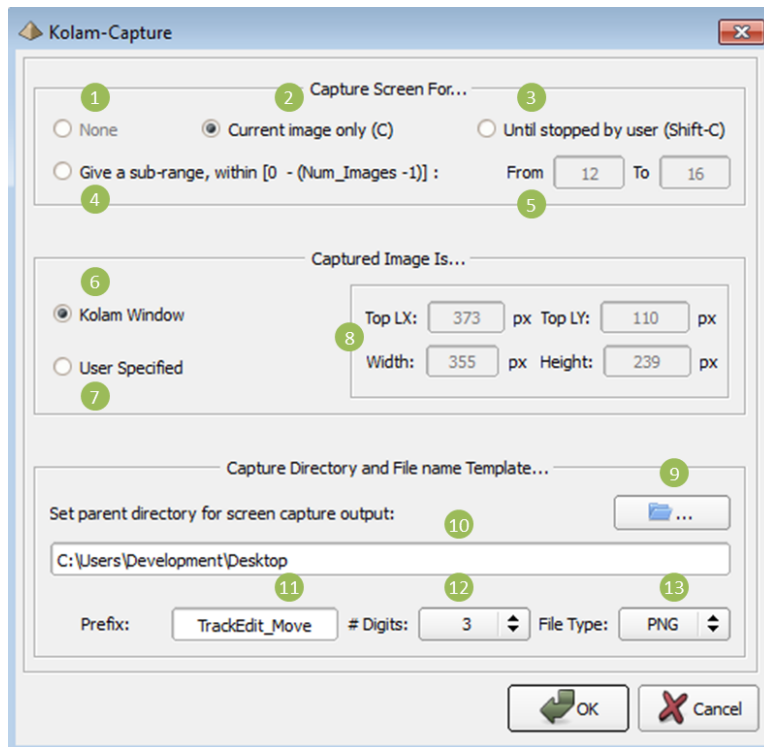 Kolam-Capture
Capture Screen For...
1 2 3
None Current image only (C) Until stopped by user (Shift-C)
Give a sub-range, within [0 - (Num_Images -1)] : From 12 To 16
4 5
Captured Image Is...
6
Kolam Window
Top LX: 373 px Top LY: 110 px
8
User Specified
Width: 355 px Height: 239 px
7
Capture Directory and File name Template...
9
Set parent directory for screen capture output: ...
10
C:\Users\Development\Desktop
11 12 13
Prefix: TrackEdit_Move # Digits: 3 File Type: PNG
OK Cancel